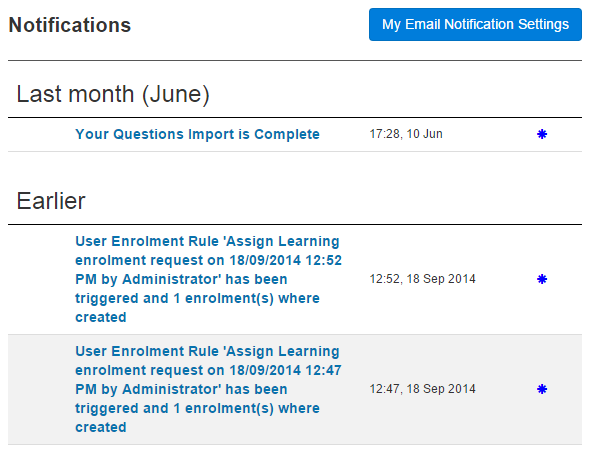 Notifications
My Email Notification Settings
Last month (June)
Your Questions Import is Complete
17:28, 10 Jun
Earlier
User Enrolment Rule 'Assign Learning
enrolment request on 18/09/2014 12:52
PM by Administrator' has been
triggered and 1 enrolment(s) where
created
12:52, 18 Sep 2014
User Enrolment Rule 'Assign Learning
enrolment request on 18/09/2014 12:47
PM by Administrator' has been
triggered and 1 enrolment(s) where
created
12:47, 18 Sep 2014